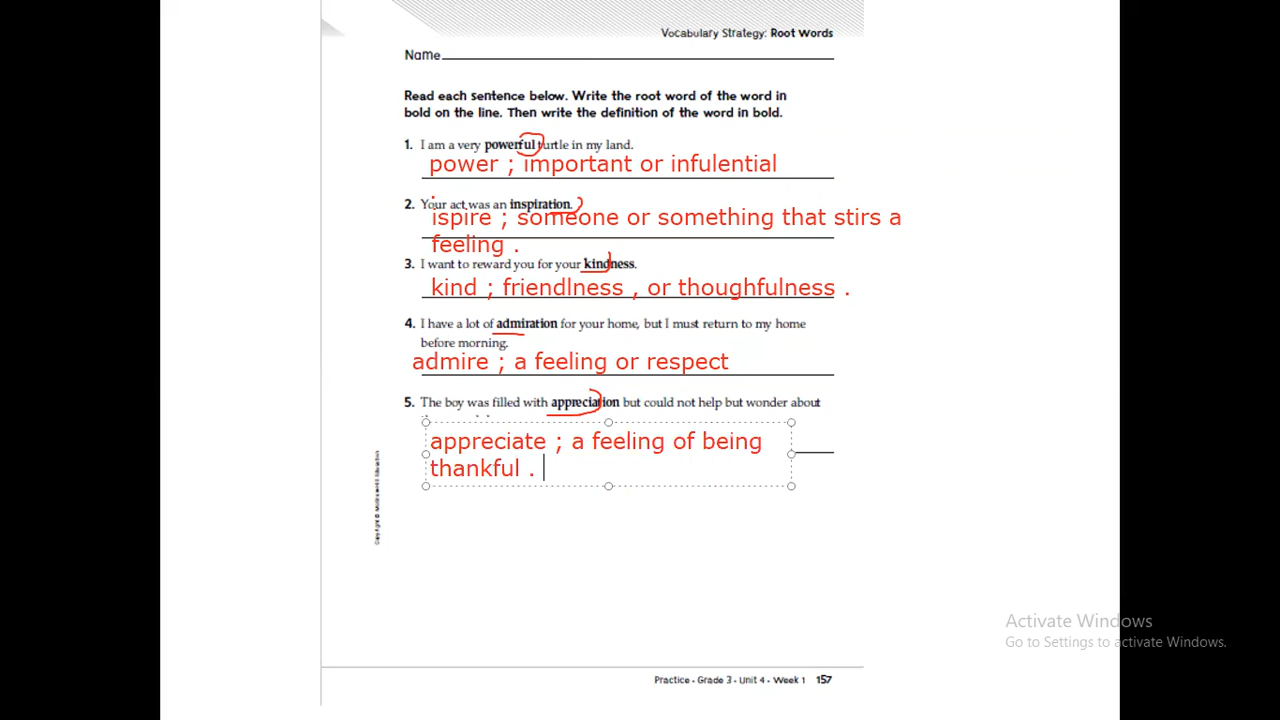 Vocabulary Strategy: Root Words
Name
Read each sentence below. Write the root word of the word in
bold on the line. Then write the definition of the word in bold.
1. I am a very powerful turtle in my land.
power ; important or infulential
2. Your act was an inspiration.
ispire ; someone or something that stirs a
feeling .
3. I want to reward you for your kindness.
kind ; friendlness , or thoughfulness .
4. I have a lot of admiration for your home, but I must return to my home
before morning.
admire ; a feeling or respect
5. The boy was filled with appreciation but could not help but wonder about
appreciate ; a feeling of being
thankful .
Copyright © McGraw-Hill Education
Activate Windows
Go to Settings to activate Windows.
Practice • Grade 3 • Unit 4 • Week 1 157